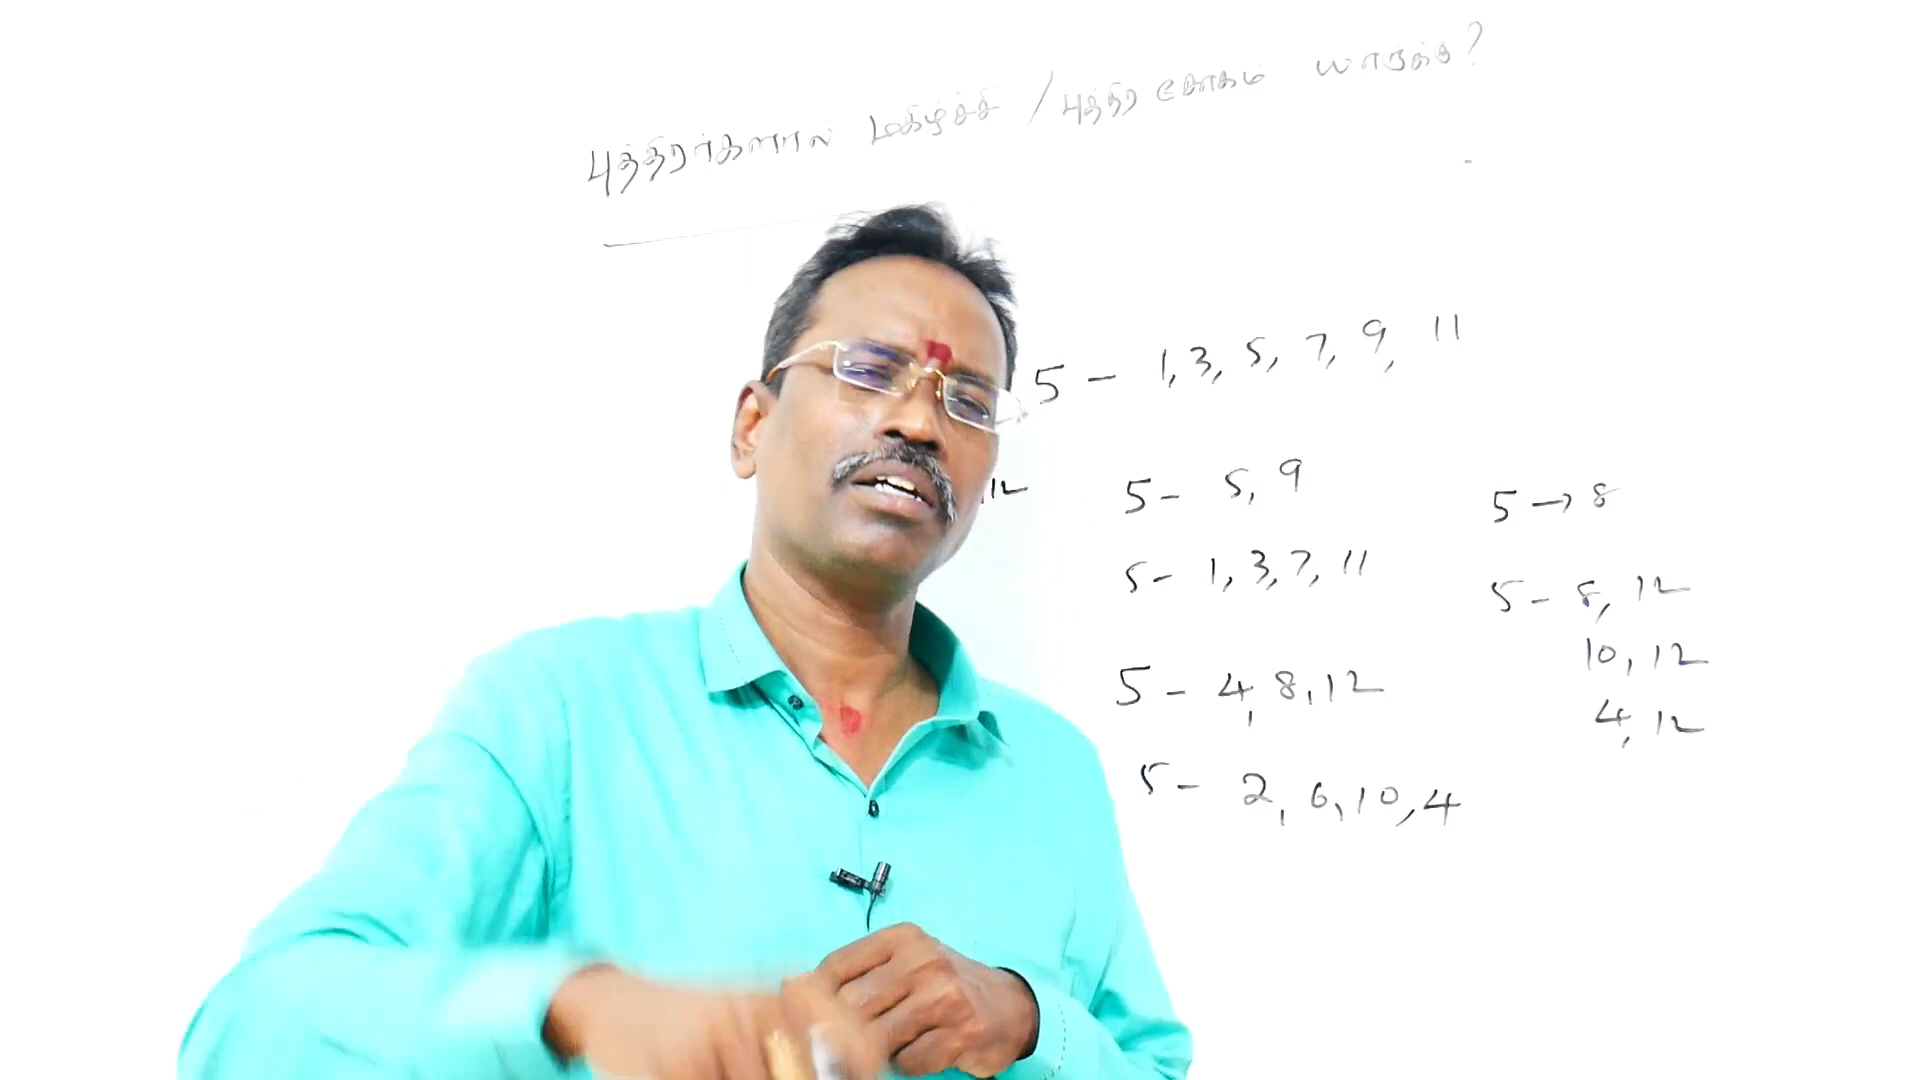 புத்திரர்களால் மகிழ்ச்சி / புத்திர சோகம் யாருக்கு?
5 - 1, 3, 5, 7, 9, 11
,12
5 - 5, 9
5 - 1, 3, 7, 11
5 - 4, 8, 12
5 - 2, 6, 10, 4
5 → 8
5 - 8, 12
10, 12
4, 12